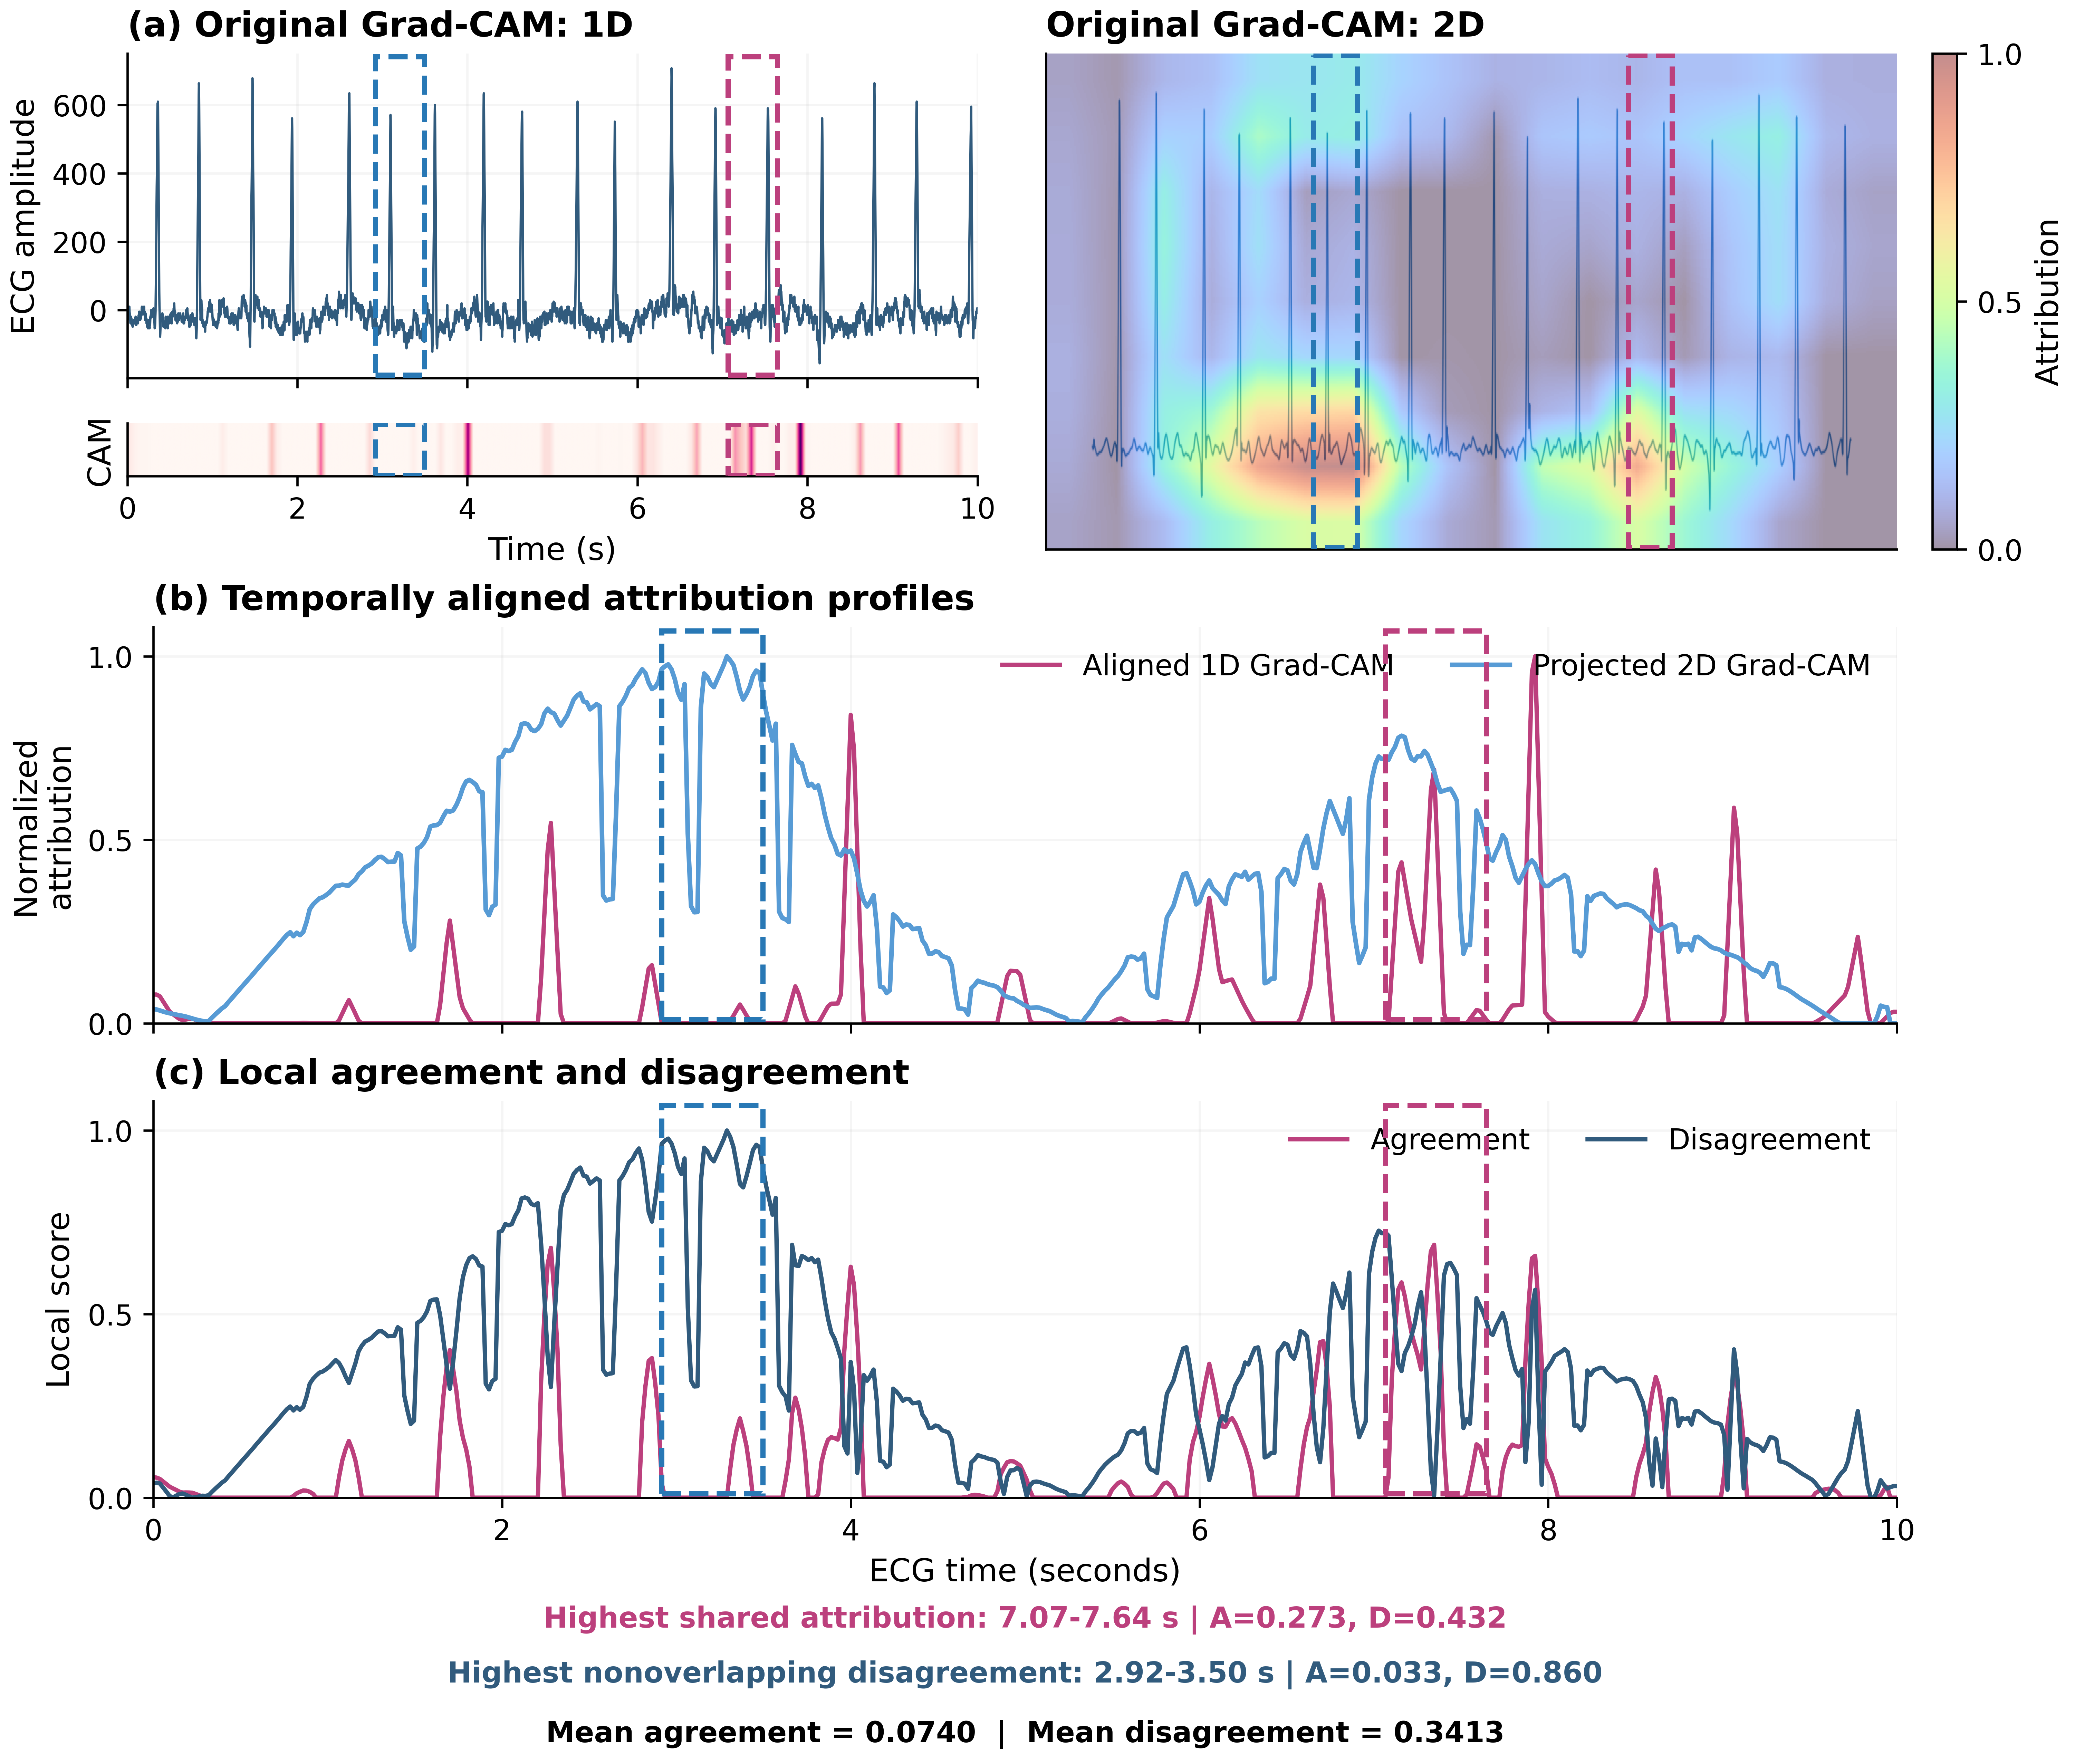 (a) Original Grad-CAM: 1D
Original Grad-CAM: 2D
ECG amplitude
600
400
200
0
CAM
0 2 4 6 8 10
Time (s)
1.0
0.5
0.0
Attribution
(b) Temporally aligned attribution profiles
Normalized
attribution
1.0
0.5
0.0
Aligned 1D Grad-CAM
Projected 2D Grad-CAM
(c) Local agreement and disagreement
Local score
1.0
0.5
0.0
Agreement
Disagreement
0 2 4 6 8 10
ECG time (seconds)
Highest shared attribution: 7.07-7.64 s | A=0.273, D=0.432
Highest nonoverlapping disagreement: 2.92-3.50 s | A=0.033, D=0.860
Mean agreement = 0.0740 | Mean disagreement = 0.3413